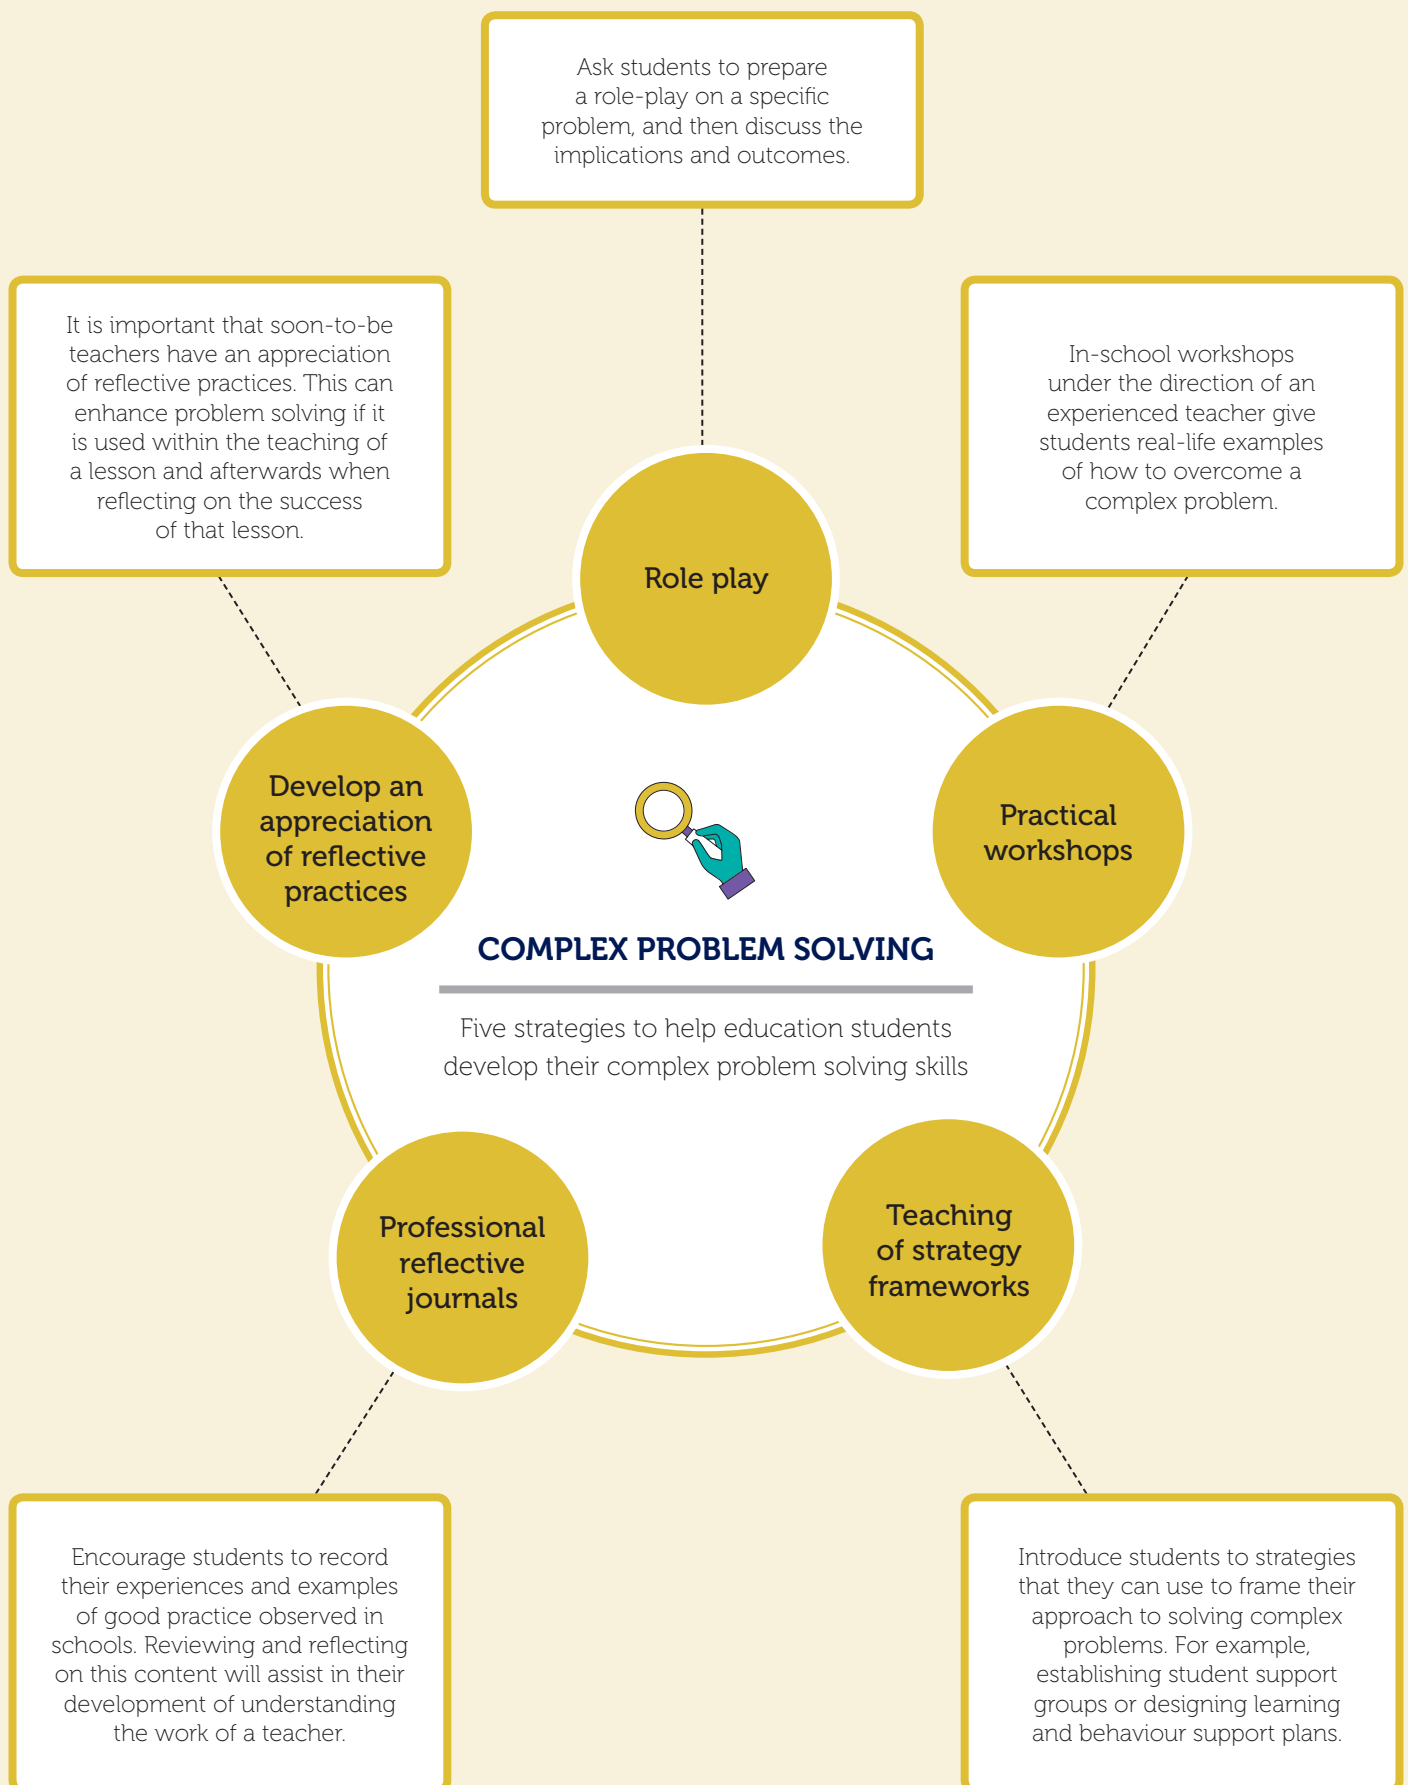 Ask students to prepare
a role-play on a specific
problem, and then discuss the
implications and outcomes.
It is important that soon-to-be
teachers have an appreciation
of reflective practices. This can
enhance problem solving if it
is used within the teaching of
a lesson and afterwards when
reflecting on the success
of that lesson.
In-school workshops
under the direction of an
experienced teacher give
students real-life examples
of how to overcome a
complex problem.
Role play
Develop an
appreciation
of reflective
practices
Practical
workshops
COMPLEX PROBLEM SOLVING
Five strategies to help education students
develop their complex problem solving skills
Professional
reflective
journals
Teaching
of strategy
frameworks
Encourage students to record
their experiences and examples
of good practice observed in
schools. Reviewing and reflecting
on this content will assist in their
development of understanding
the work of a teacher.
Introduce students to strategies
that they can use to frame their
approach to solving complex
problems. For example,
establishing student support
groups or designing learning
and behaviour support plans.